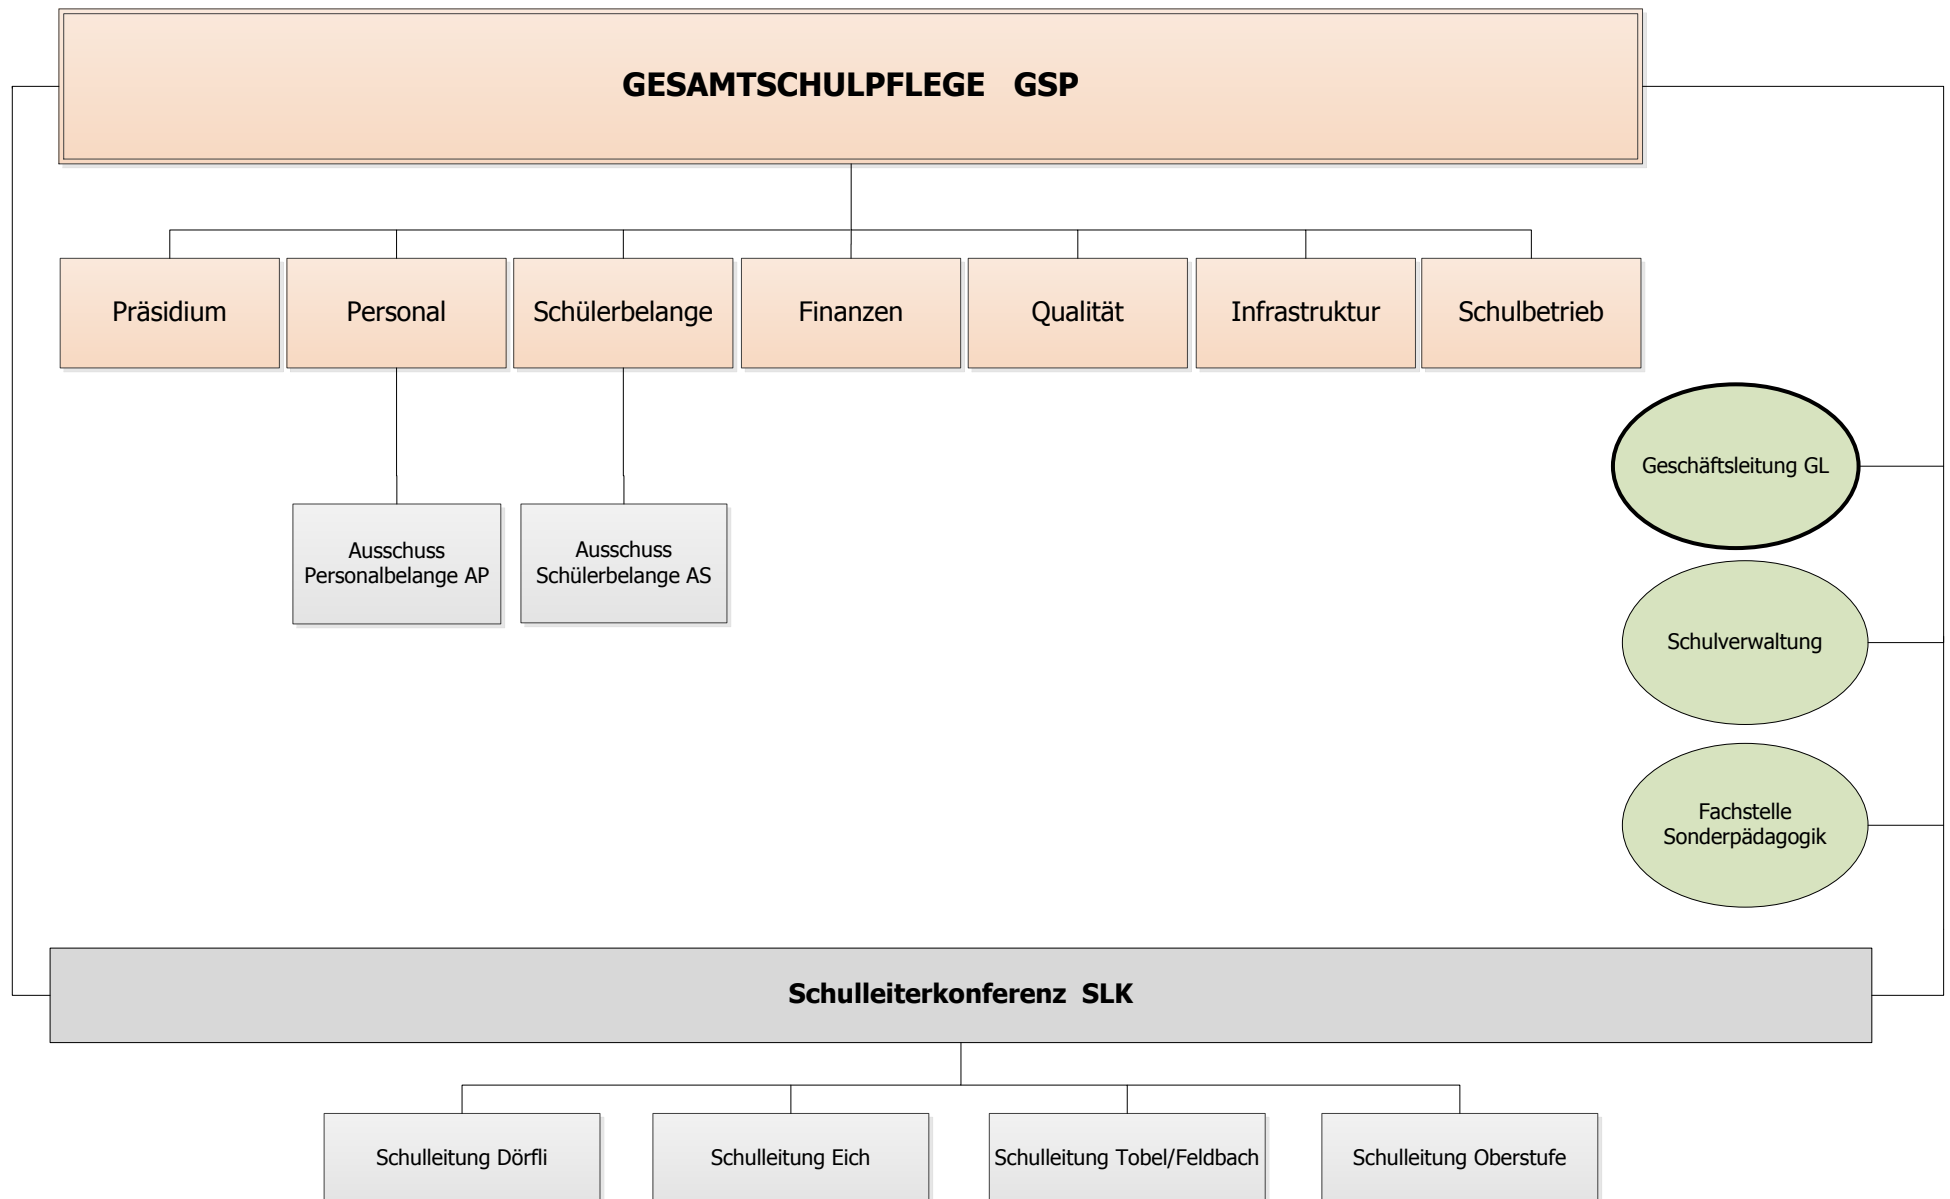 GESAMTSCHULPFLEGE GSP
Präsidium
Personal
Schülerbelange
Finanzen
Qualität
Infrastruktur
Schulbetrieb
Geschäftsleitung GL
Ausschuss
Personalbelange AP
Ausschuss
Schülerbelange AS
Schulverwaltung
Fachstelle
Sonderpädagogik
Schulleiterkonferenz SLK
Schulleitung Dörfli
Schulleitung Eich
Schulleitung Tobel/Feldbach
Schulleitung Oberstufe